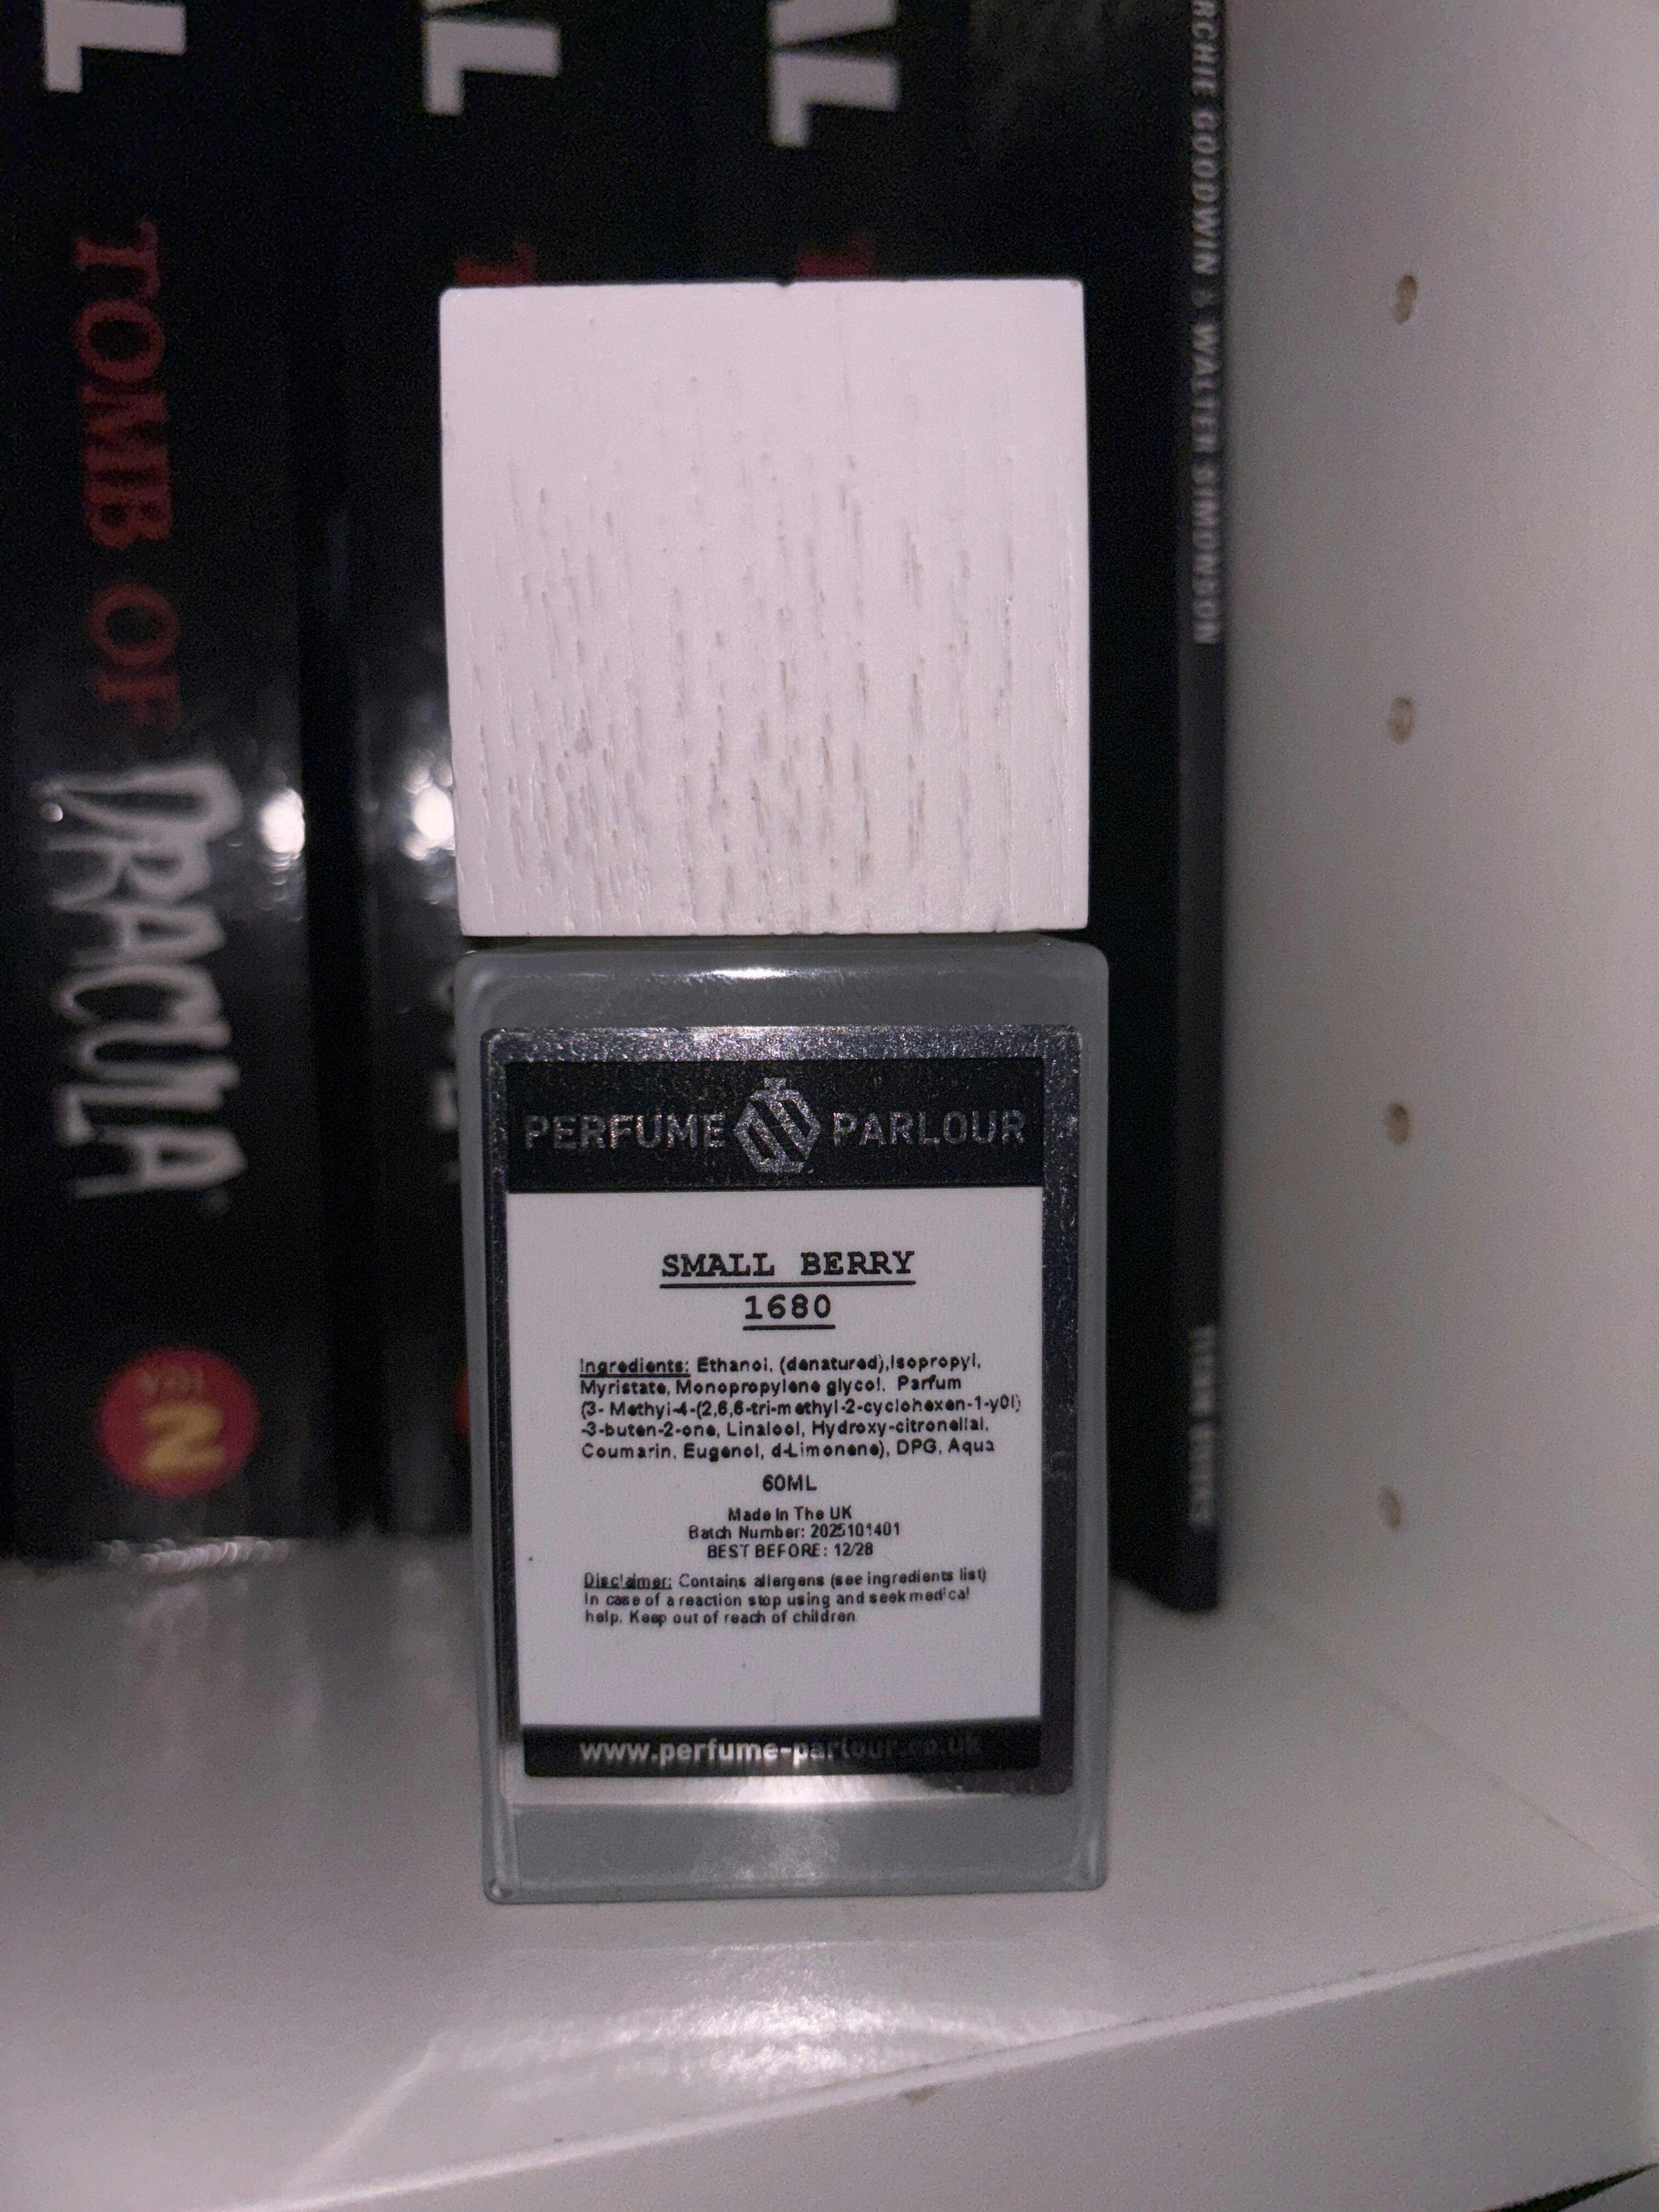 TOMB OF
DRACULA
ARCHIE GOODWIN & WALTER SIMONSON
TITAN BOOKS
PERFUME PARLOUR
SMALL BERRY
1680
Ingredients: Ethanol, (denatured),Isopropyl,
Myristate, Monopropylene glycol, Parfum
(3- Methyl-4-(2,6,6-tri-methyl-2-cyclohexen-1-y0l)
-3-buten-2-one, Linalool, Hydroxy-citronellal,
Coumarin, Eugenol, d-Limonene), DPG, Aqua
60ML
Made In The UK
Batch Number: 2025101401
BEST BEFORE: 12/28
Disclaimer: Contains allergens (see ingredients list)
In case of a reaction stop using and seek medical
help. Keep out of reach of children
www.perfume-parlour.co.uk